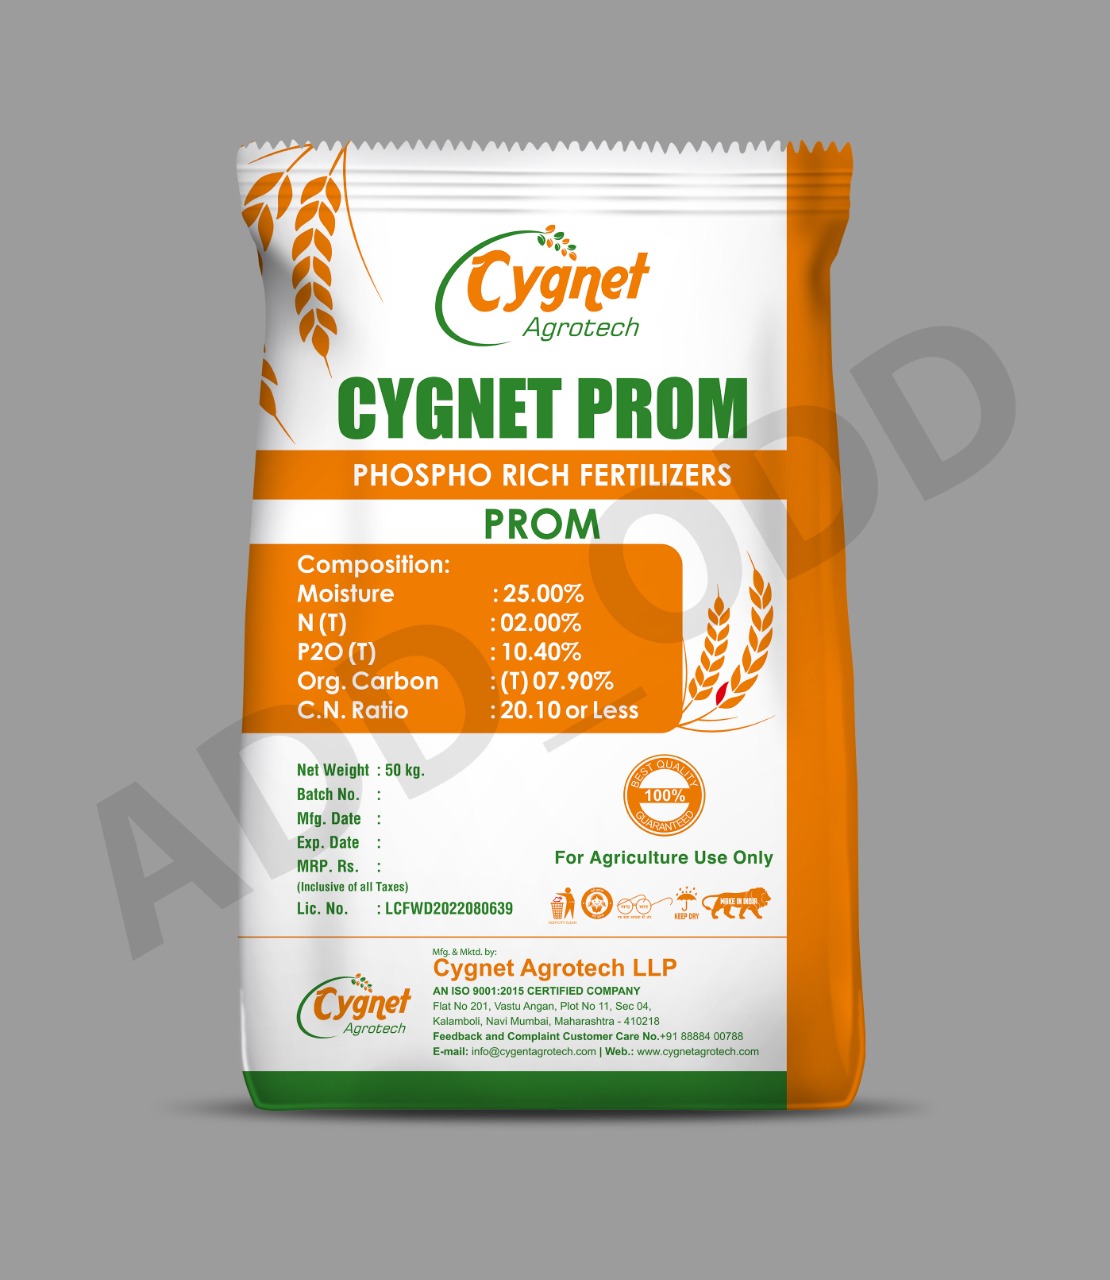 Cygnet
Agrotech
CYGNET PROM
PHOSPHO RICH FERTILIZERS
PROM
Composition:
Moisture : 25.00%
N (T) : 02.00%
P2O (T) : 10.40%
Org. Carbon : (T) 07.90%
C.N. Ratio : 20.10 or Less
Net Weight : 50 kg.
Batch No. :
Mfg. Date :
Exp. Date :
MRP. Rs. :
(Inclusive of all Taxes)
Lic. No. : LCFWD2022080639
BEST QUALITY
100%
GUARANTEED
For Agriculture Use Only
KEEP DRY
MAKE IN INDIA
Mfg. & Mktd. by:
Cygnet Agrotech LLP
AN ISO 9001:2015 CERTIFIED COMPANY
Flat No 201, Vastu Angan, Plot No 11, Sec 04,
Kalamboli, Navi Mumbai, Maharashtra - 410218
Feedback and Complaint Customer Care No.+91 88884 00788
E-mail: info@cygentagrotech.com | Web.: www.cygnetagrotech.com
Cygnet
Agrotech
ADD_ODD